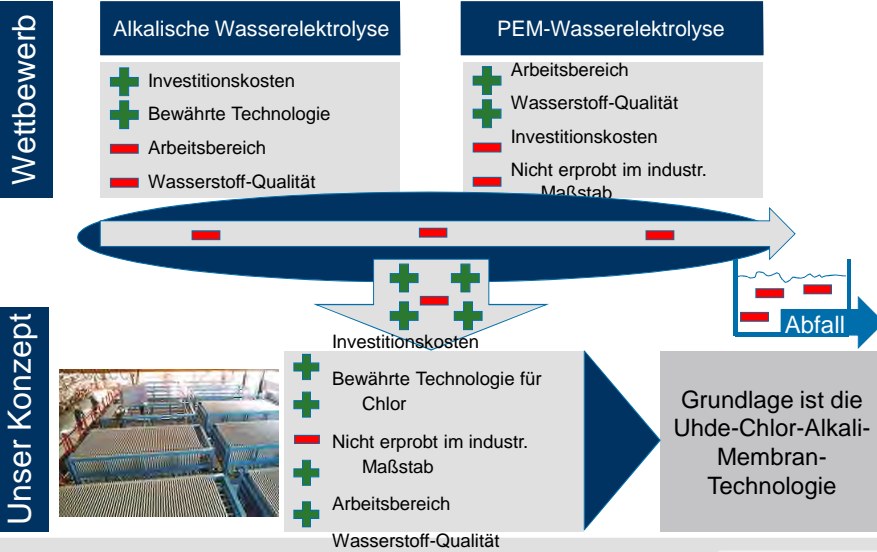 Wettbewerb
Alkalische Wasserelektrolyse
Investitionskosten
Bewährte Technologie
Arbeitsbereich
Wasserstoff-Qualität
PEM-Wasserelektrolyse
Arbeitsbereich
Wasserstoff-Qualität
Investitionskosten
Nicht erprobt im industr.
Maßstab
Abfall
Unser Konzept
Investitionskosten
Bewährte Technologie für
Chlor
Nicht erprobt im industr.
Maßstab
Arbeitsbereich
Wasserstoff-Qualität
Grundlage ist die
Uhde-Chlor-Alkali-
Membran-
Technologie